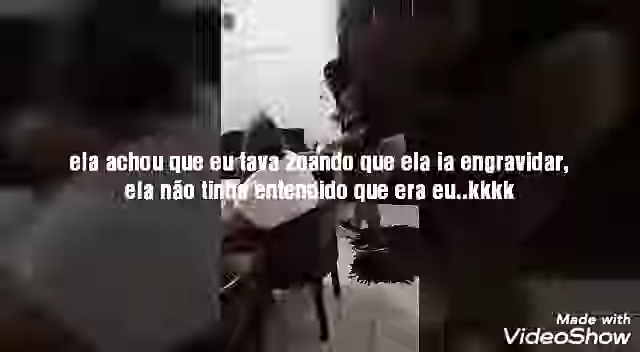 ela achou que eu tava zoando que ela ia engravidar,
ela não tinha entendido que era eu..kkkk
Made with
VideoShow